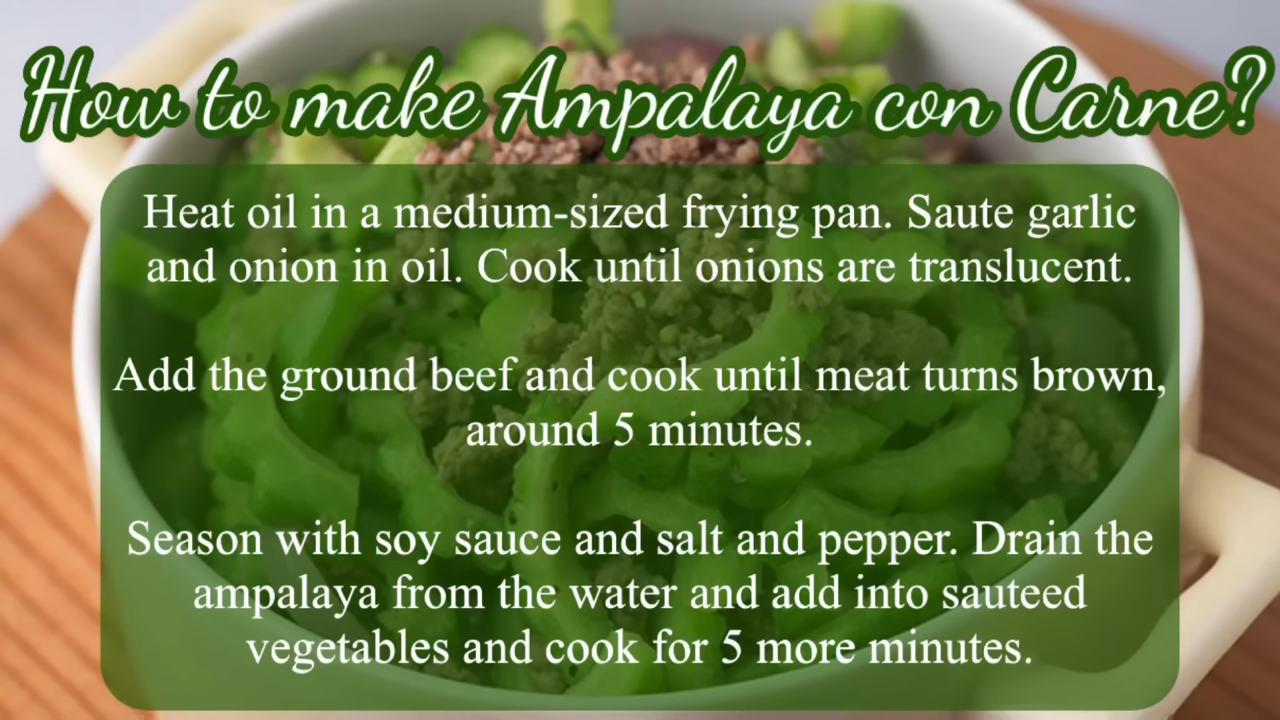 How to make Ampalaya con Carne?
Heat oil in a medium-sized frying pan. Saute garlic
and onion in oil. Cook until onions are translucent.
Add the ground beef and cook until meat turns brown,
around 5 minutes.
Season with soy sauce and salt and pepper. Drain the
ampalaya from the water and add into sauteed
vegetables and cook for 5 more minutes.